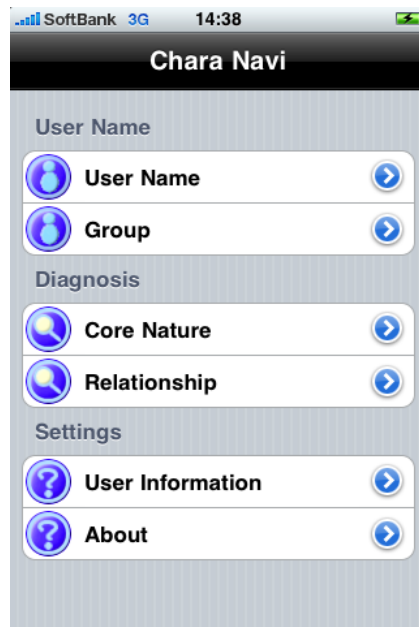 SoftBank 3G 14:38
Chara Navi
User Name
User Name
Group
Diagnosis
Core Nature
Relationship
Settings
User Information
About